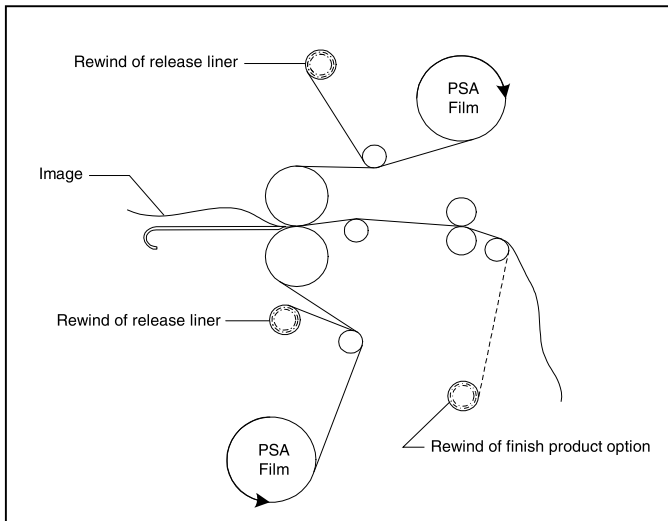 Rewind of release liner
PSA
Film
Image
Rewind of release liner
PSA
Film
Rewind of finish product option